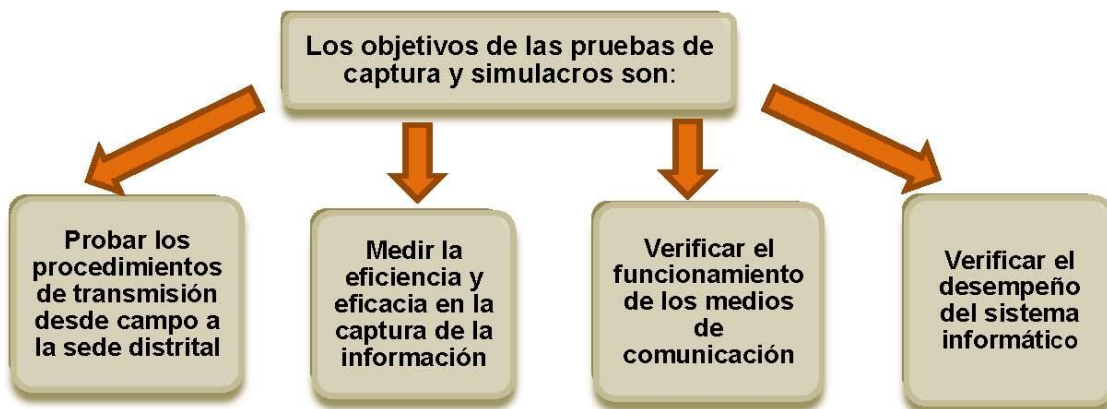 Los objetivos de las pruebas de
captura y simulacros son:
Probar los
procedimientos
de transmisión
desde campo a
la sede distrital
Medir la
eficiencia y
eficacia en la
captura de la
información
Verificar el
funcionamiento
de los medios
de
comunicación
Verificar el
desempeño
del sistema
informático